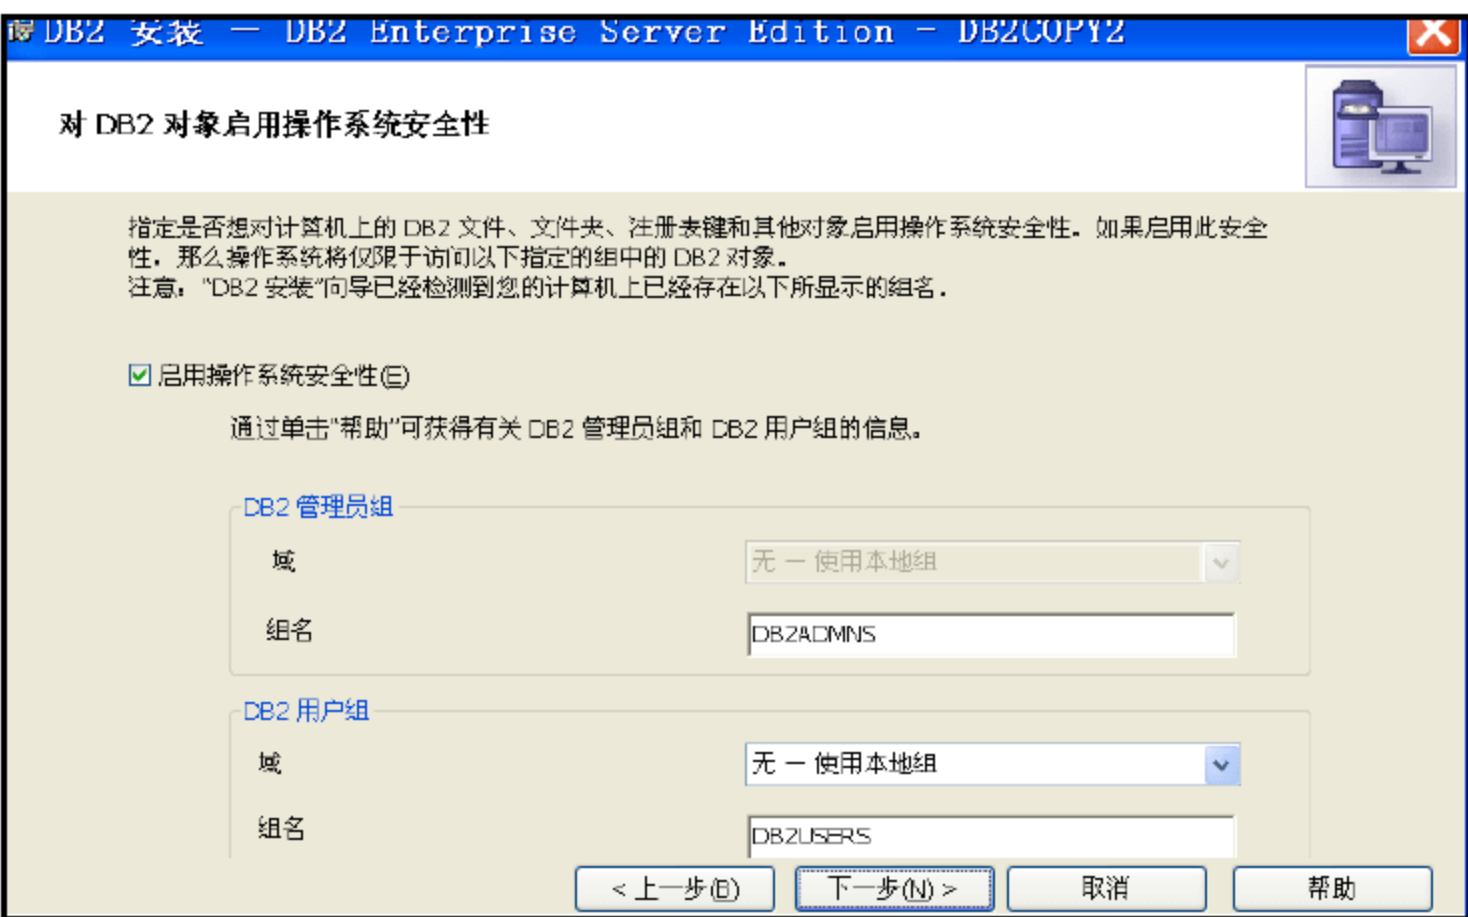 DB2 安装 - DB2 Enterprise Server Edition - DB2COPY2
对 DB2 对象启用操作系统安全性
指定是否想对计算机上的 DB2 文件、文件夹、注册表键和其他对象启用操作系统安全性。如果启用此安全
性，那么操作系统将仅限于访问以下指定的组中的 DB2 对象。
注意："DB2 安装"向导已经检测到您的计算机上已经存在以下所显示的组名.
启用操作系统安全性(E)
通过单击"帮助"可获得有关 DB2 管理员组和 DB2 用户组的信息。
DB2 管理员组
域 无 － 使用本地组
组名 DB2ADMNS
DB2 用户组
域 无 － 使用本地组
组名 DB2USERS
< 上一步(B) 下一步(N) > 取消 帮助